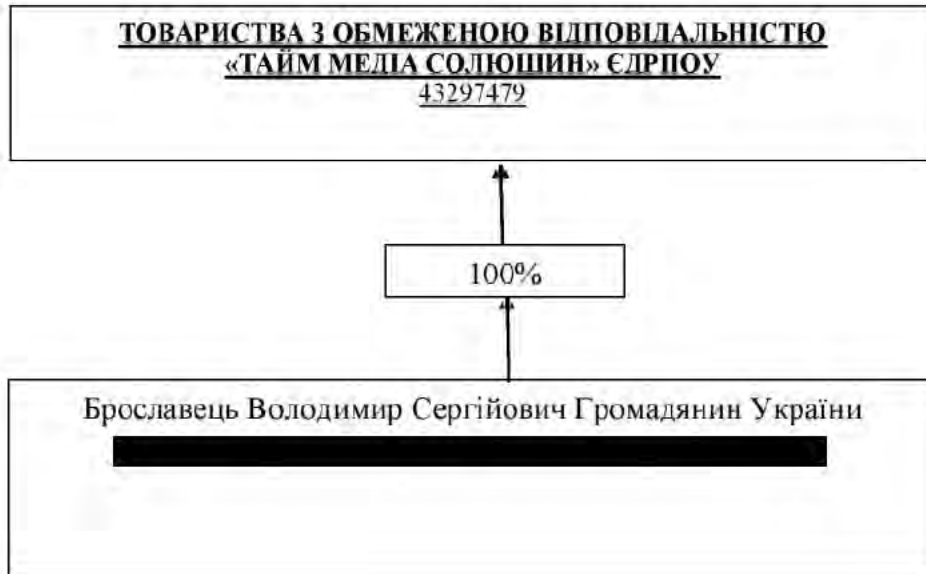 ТОВАРИСТВА З ОБМЕЖЕНОЮ ВІДПОВІДАЛЬНІСТЮ
«ТАЙМ МЕДІА СОЛЮШИН» ЄДРПОУ
43297479
100%
Брославець Володимир Сергійович Громадянин України